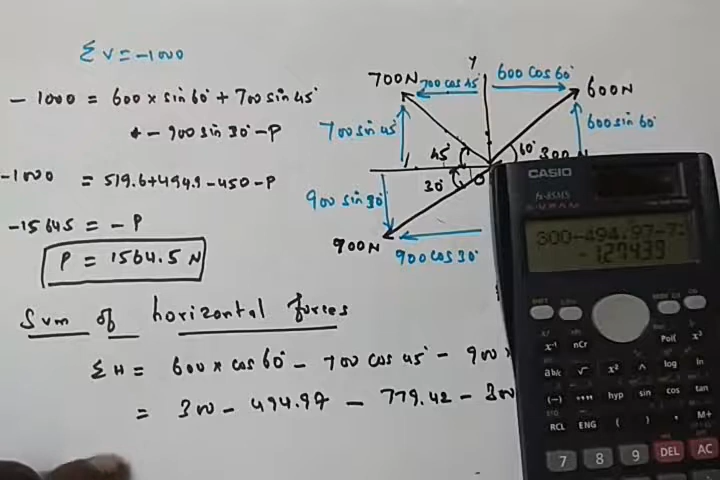 ΣV = -1000
-1000 = 600 × sin 60° + 700 sin 45°
+ - 900 sin 30° - P
-1000 = 519.6 + 494.9 - 450 - P
-1564.5 = - P
P = 1564.5 N
Sum of horizontal forces
ΣH = 600 × cos 60° - 700 cos 45° - 900 ×
= 300 - 494.97 - 779.42 - 300
Y
700N
700 cos 45°
600 cos 60°
600N
700 sin 45°
600 sin 60°
45°
60°
300 N
30°
900 sin 30°
900N
900 cos 30°
CASIO
fx-85MS
S-V.P.A.M.
300-494.97-7
-1274.39
SHIFT
ALPHA
MODE
ON
x! nPr
x⁻¹ nCr Pol( x³
ab/c √ x² ^ log ln
(-) °''' hyp sin cos tan
RCL ENG ( ) , M+
7 8 9 DEL AC